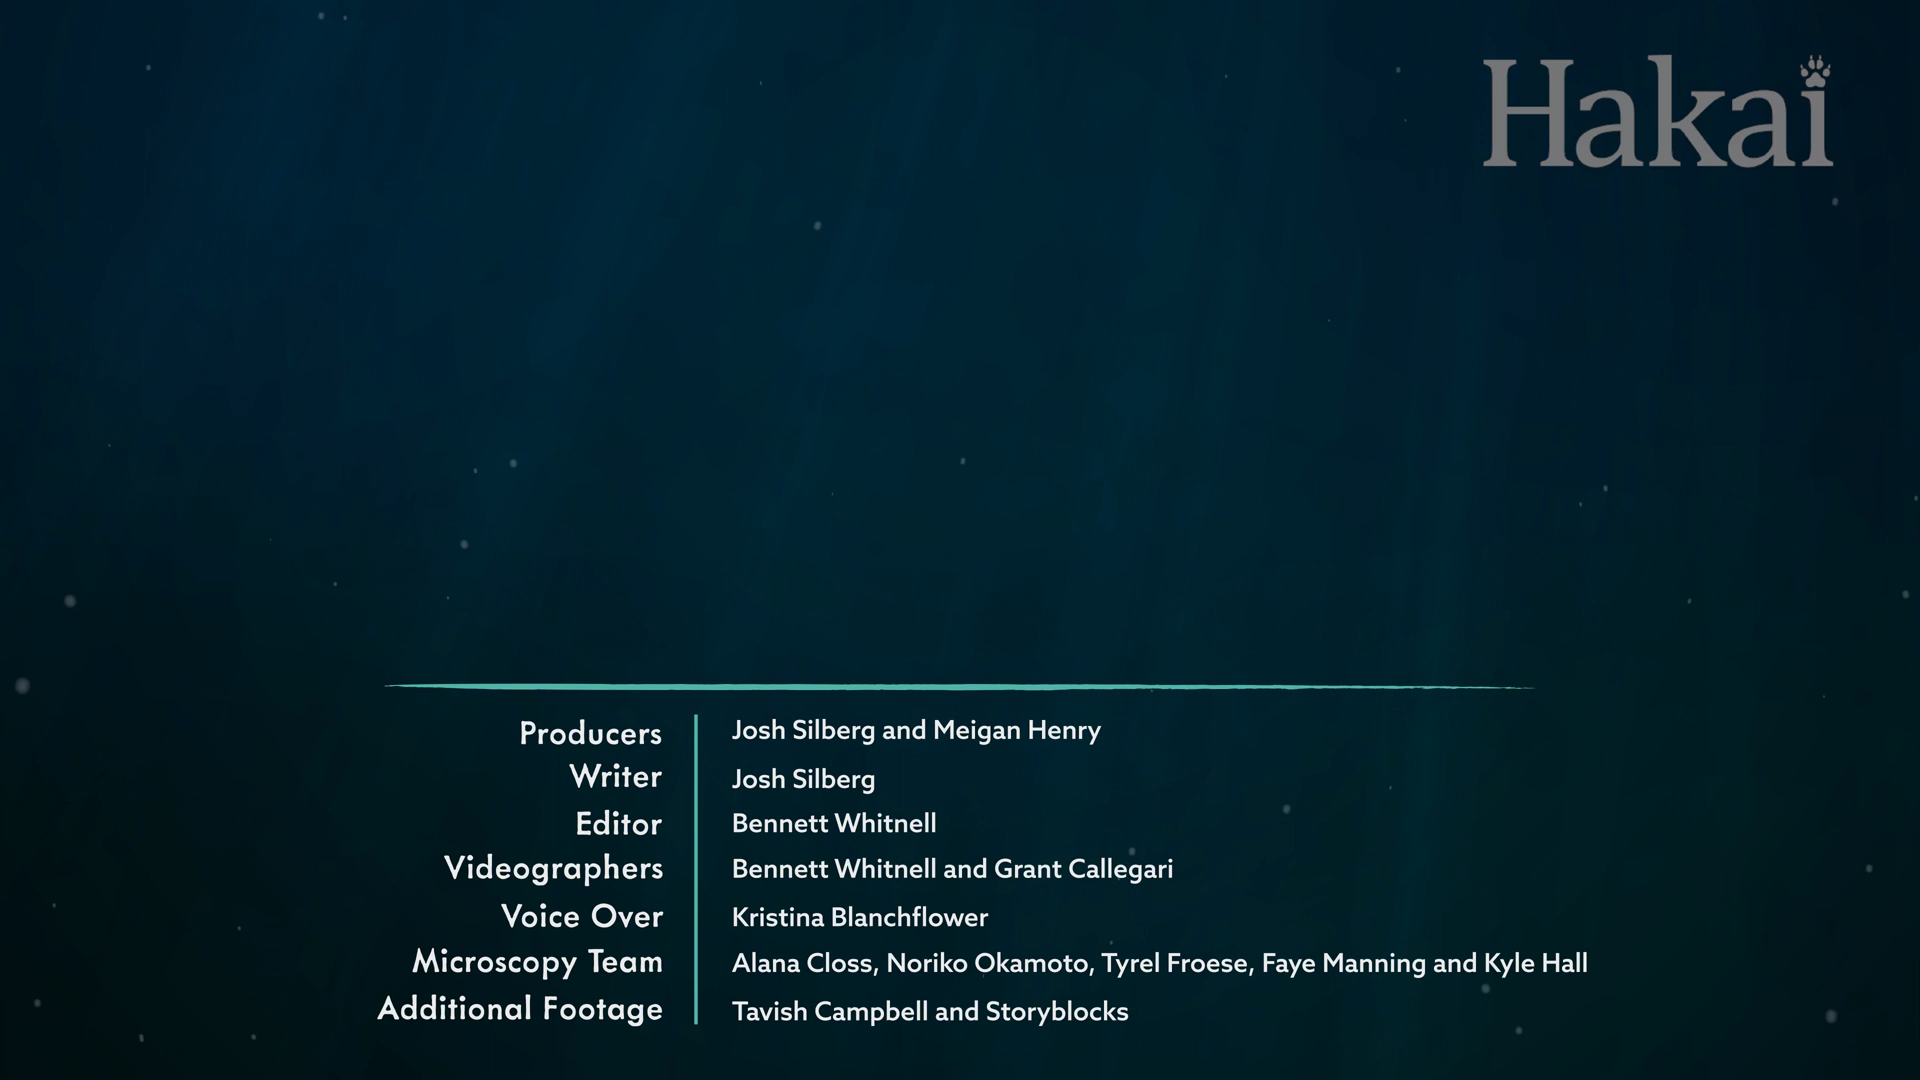 Hakai
Producers Josh Silberg and Meigan Henry
Writer Josh Silberg
Editor Bennett Whitnell
Videographers Bennett Whitnell and Grant Callegari
Voice Over Kristina Blanchflower
Microscopy Team Alana Closs, Noriko Okamoto, Tyrel Froese, Faye Manning and Kyle Hall
Additional Footage Tavish Campbell and Storyblocks